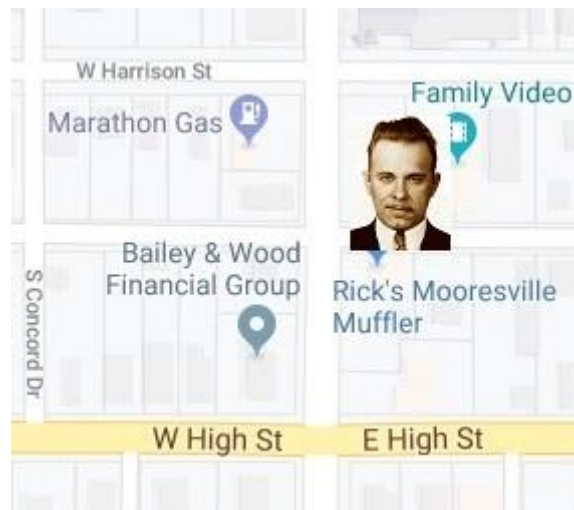 W Harrison St
Family Video
Marathon Gas
Bailey & Wood
Financial Group
Rick's Mooresville
Muffler
S Concord Dr
W High St
E High St